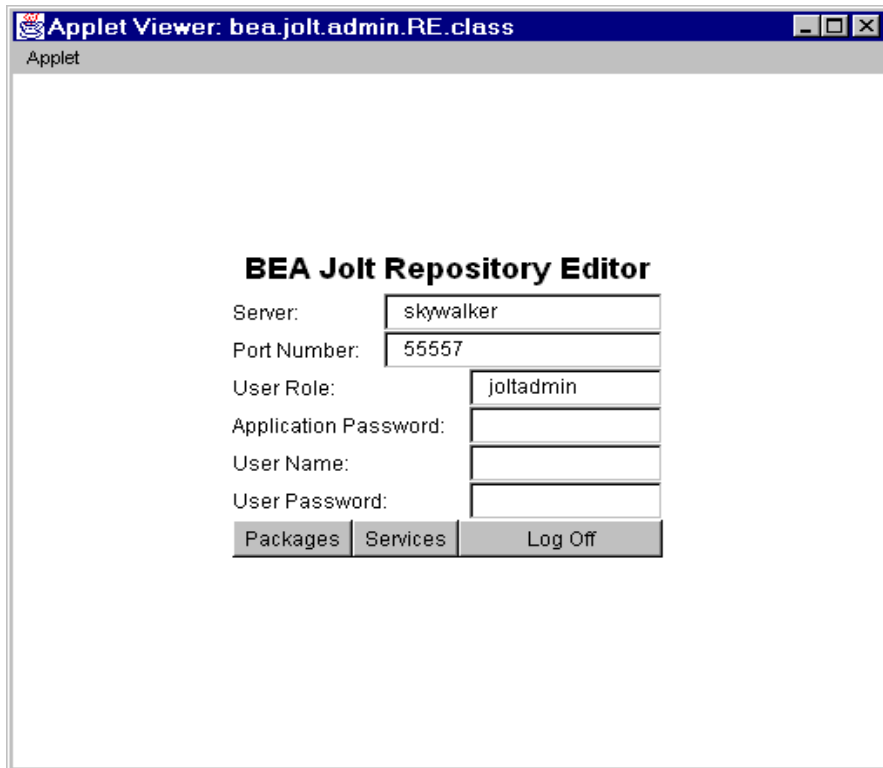 Applet Viewer: bea.jolt.admin.RE.class
Applet
BEA Jolt Repository Editor
Server: skywalker
Port Number: 55557
User Role: joltadmin
Application Password:
User Name:
User Password:
Packages Services Log Off